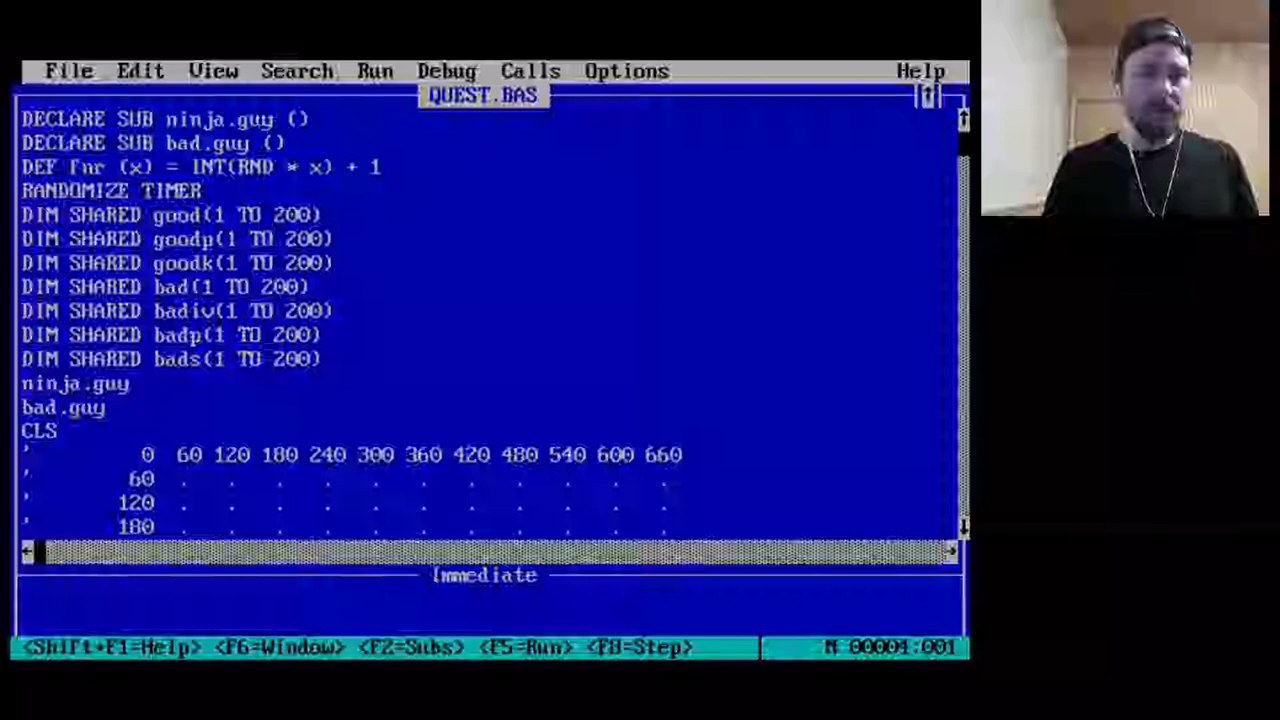 File Edit View Search Run Debug Calls Options Help
QUEST.BAS
DECLARE SUB ninja.guy ()
DECLARE SUB bad.guy ()
DEF fnr (x) = INT(RND * x) + 1
RANDOMIZE TIMER
DIM SHARED good(1 TO 200)
DIM SHARED goodp(1 TO 200)
DIM SHARED goodk(1 TO 200)
DIM SHARED bad(1 TO 200)
DIM SHARED badiv(1 TO 200)
DIM SHARED badp(1 TO 200)
DIM SHARED bads(1 TO 200)
ninja.guy
bad.guy
CLS
' 0 60 120 180 240 300 360 420 480 540 600 660
' 60 . . . . . . . . . . .
' 120 . . . . . . . . . . .
' 180 . . . . . . . . . . .
Immediate
<Shift+F1=Help> <F6=Window> <F2=Subs> <F5=Run> <F8=Step> N 00004:001